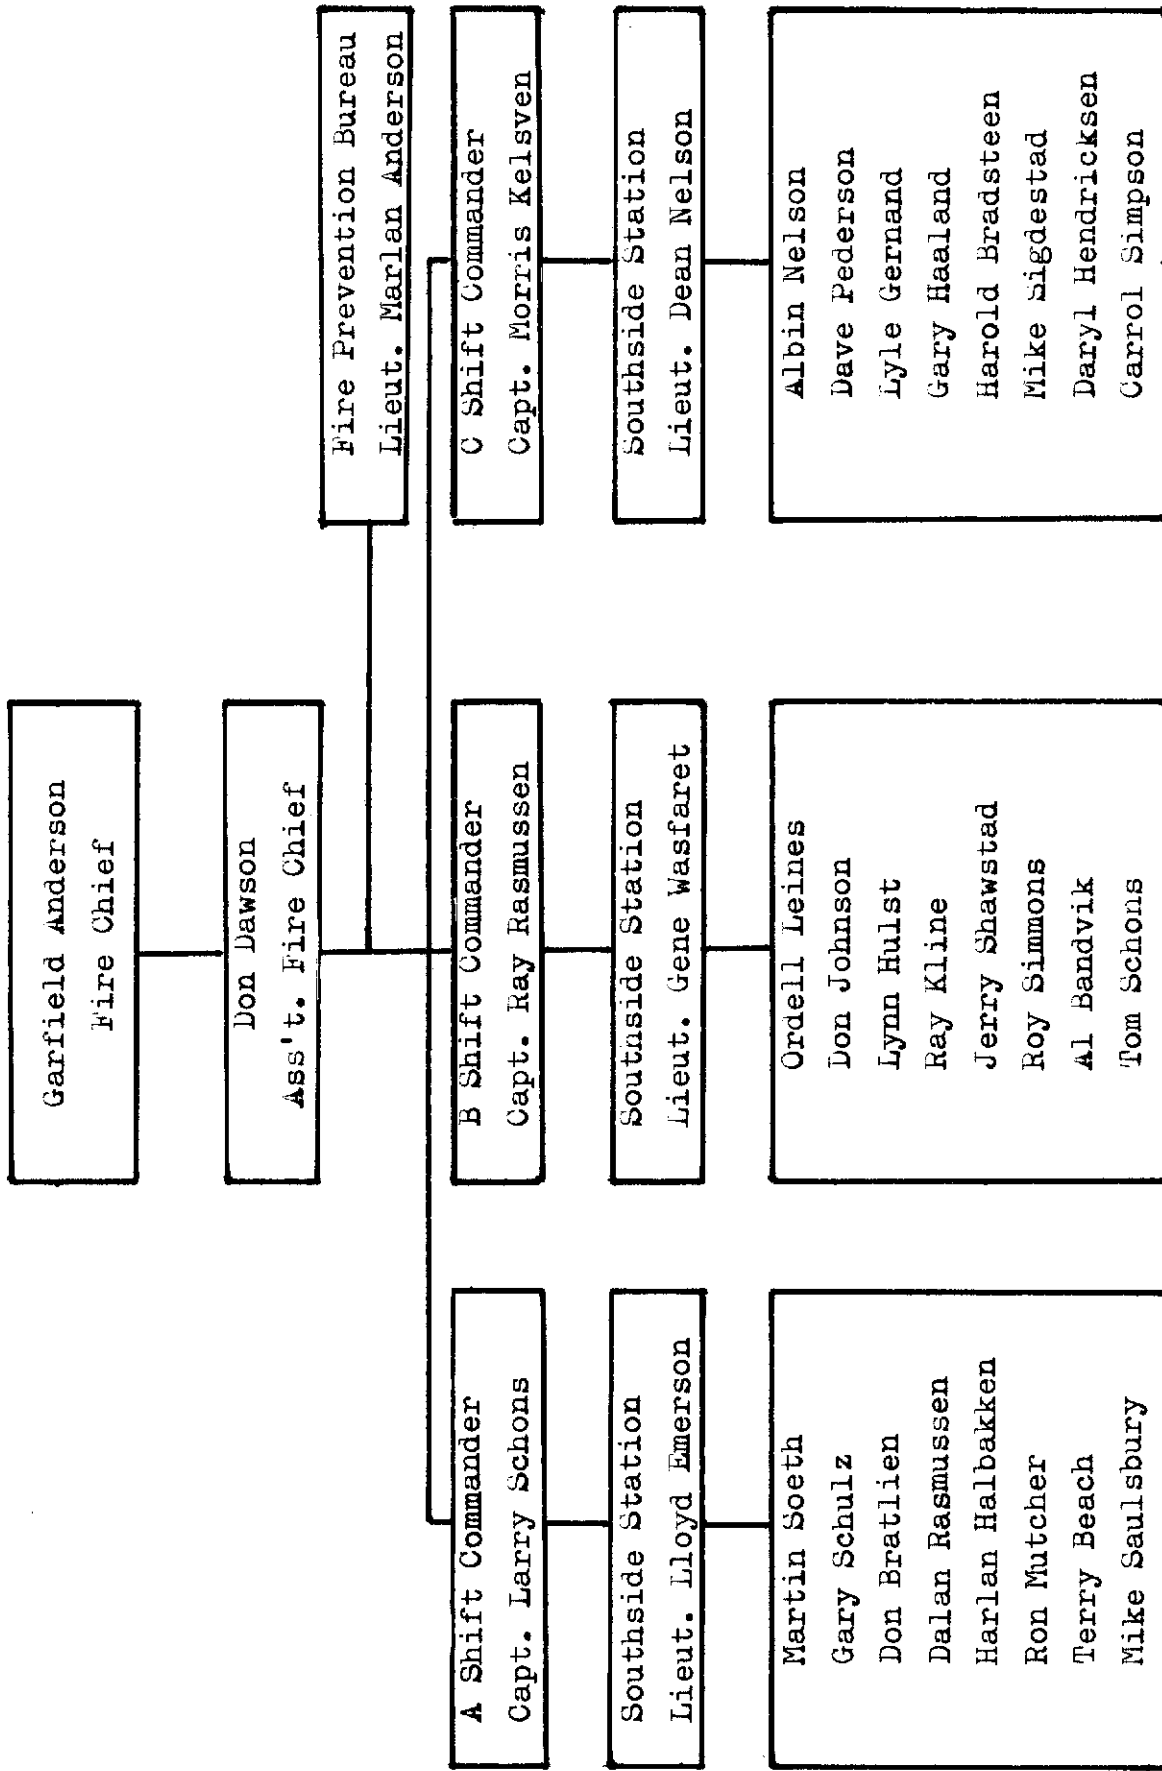 Garfield Anderson
Fire Chief
Don Dawson
Ass't. Fire Chief
Fire Prevention Bureau
Lieut. Marlan Anderson
A Shift Commander
Capt. Larry Schons
B Shift Commander
Capt. Ray Rasmussen
C Shift Commander
Capt. Morris Kelsven
Southside Station
Lieut. Lloyd Emerson
Southside Station
Lieut. Gene Wasfaret
Southside Station
Lieut. Dean Nelson
Martin Soeth
Gary Schulz
Don Bratlien
Dalan Rasmussen
Harlan Halbakken
Ron Mutcher
Terry Beach
Mike Saulsbury
Ordell Leines
Don Johnson
Lynn Hulst
Ray Kline
Jerry Shawstad
Roy Simmons
Al Bandvik
Tom Schons
Albin Nelson
Dave Pederson
Lyle Gernand
Gary Haaland
Harold Bradsteen
Mike Sigdestad
Daryl Hendricksen
Carrol Simpson